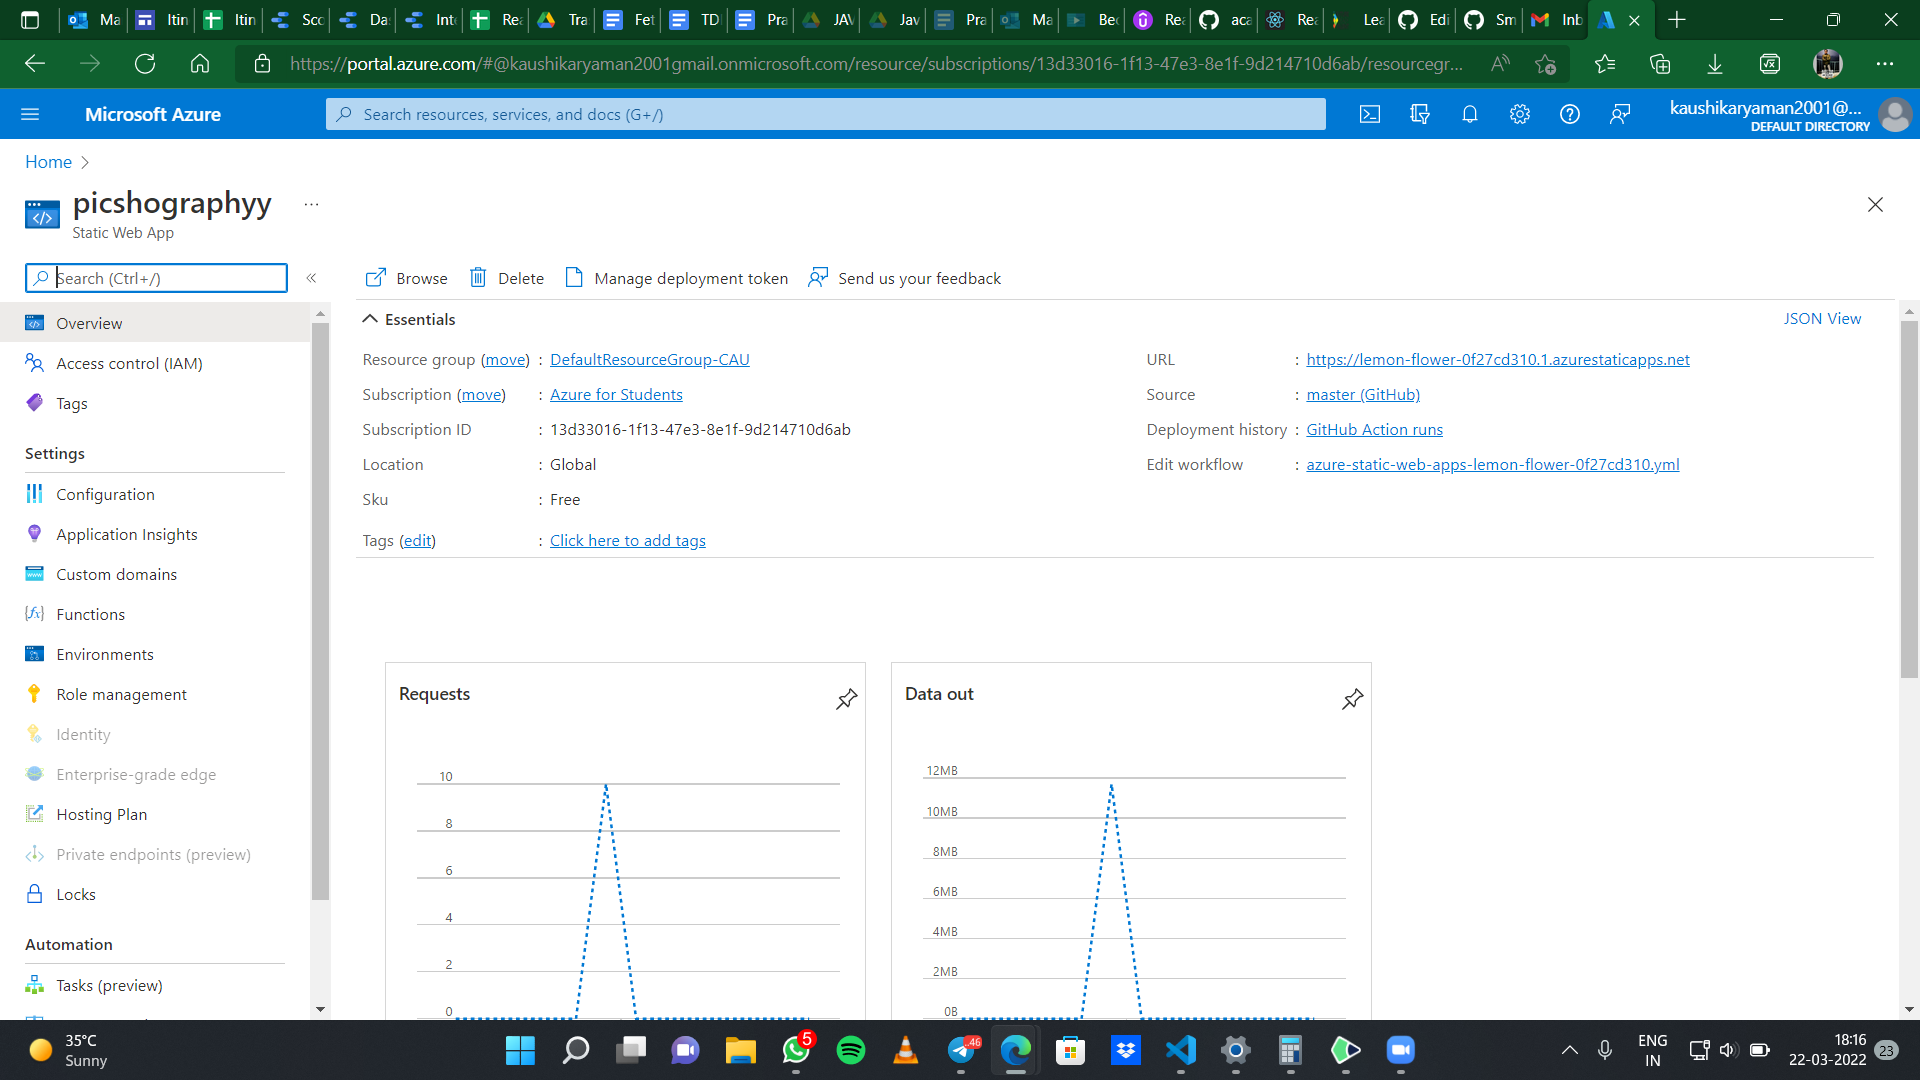 Ma
Itin
Itin
Sco
Da
Inte
Rea
Tra
Fet
TD
Pra
JAV
Jav
Pra
Ma
Bec
Rea
aca
Rea
Lea
Edi
Sm
Inb
https://portal.azure.com/#@kaushikaryaman2001gmail.onmicrosoft.com/resource/subscriptions/13d33016-1f13-47e3-8e1f-9d214710d6ab/resourcegr...
Microsoft Azure
Search resources, services, and docs (G+/)
kaushikaryaman2001@...
DEFAULT DIRECTORY
Home
picshographyy
...
Static Web App
Search (Ctrl+/)
Browse
Delete
Manage deployment token
Send us your feedback
Overview
Access control (IAM)
Tags
Settings
Configuration
Application Insights
Custom domains
Functions
Environments
Role management
Identity
Enterprise-grade edge
Hosting Plan
Private endpoints (preview)
Locks
Automation
Tasks (preview)
Essentials
JSON View
Resource group (move) : DefaultResourceGroup-CAU
Subscription (move) : Azure for Students
Subscription ID : 13d33016-1f13-47e3-8e1f-9d214710d6ab
Location : Global
Sku : Free
Tags (edit) : Click here to add tags
URL : https://lemon-flower-0f27cd310.1.azurestaticapps.net
Source : master (GitHub)
Deployment history : GitHub Action runs
Edit workflow : azure-static-web-apps-lemon-flower-0f27cd310.yml
Requests
10
8
6
4
2
0
Data out
12MB
10MB
8MB
6MB
4MB
2MB
0B
35°C
Sunny
5
46
ENG
IN
18:16
22-03-2022
23